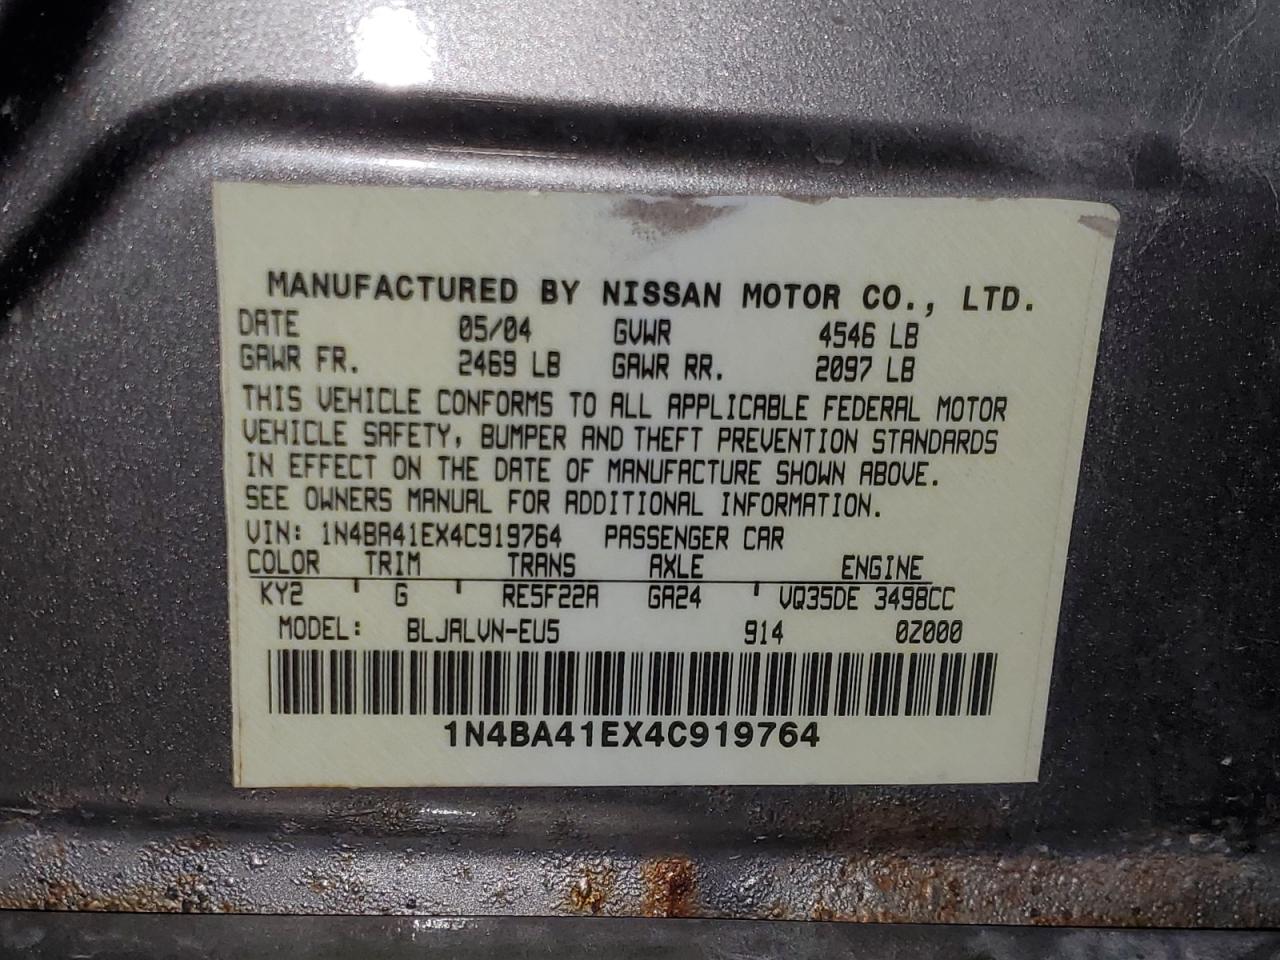 MANUFACTURED BY NISSAN MOTOR CO., LTD.
DATE 05/04 GVWR 4546 LB
GAWR FR. 2469 LB GAWR RR. 2097 LB
THIS VEHICLE CONFORMS TO ALL APPLICABLE FEDERAL MOTOR
VEHICLE SAFETY, BUMPER AND THEFT PREVENTION STANDARDS
IN EFFECT ON THE DATE OF MANUFACTURE SHOWN ABOVE.
SEE OWNERS MANUAL FOR ADDITIONAL INFORMATION.
VIN: 1N4BA41EX4C919764 PASSENGER CAR
COLOR TRIM TRANS AXLE ENGINE
KY2 ' G ' RE5F22A GA24 ' VQ35DE 3498CC
MODEL: BLJALVN-EU5 914 0Z000
1N4BA41EX4C919764